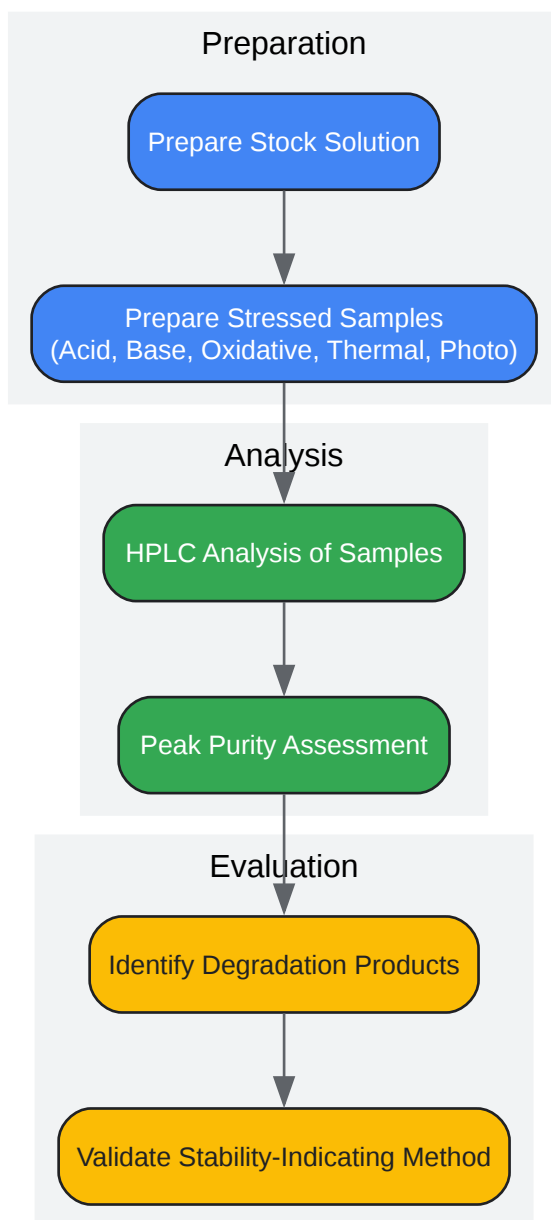 Preparation
Prepare Stock Solution
Prepare Stressed Samples
(Acid, Base, Oxidative, Thermal, Photo)
Analysis
HPLC Analysis of Samples
Peak Purity Assessment
Evaluation
Identify Degradation Products
Validate Stability-Indicating Method